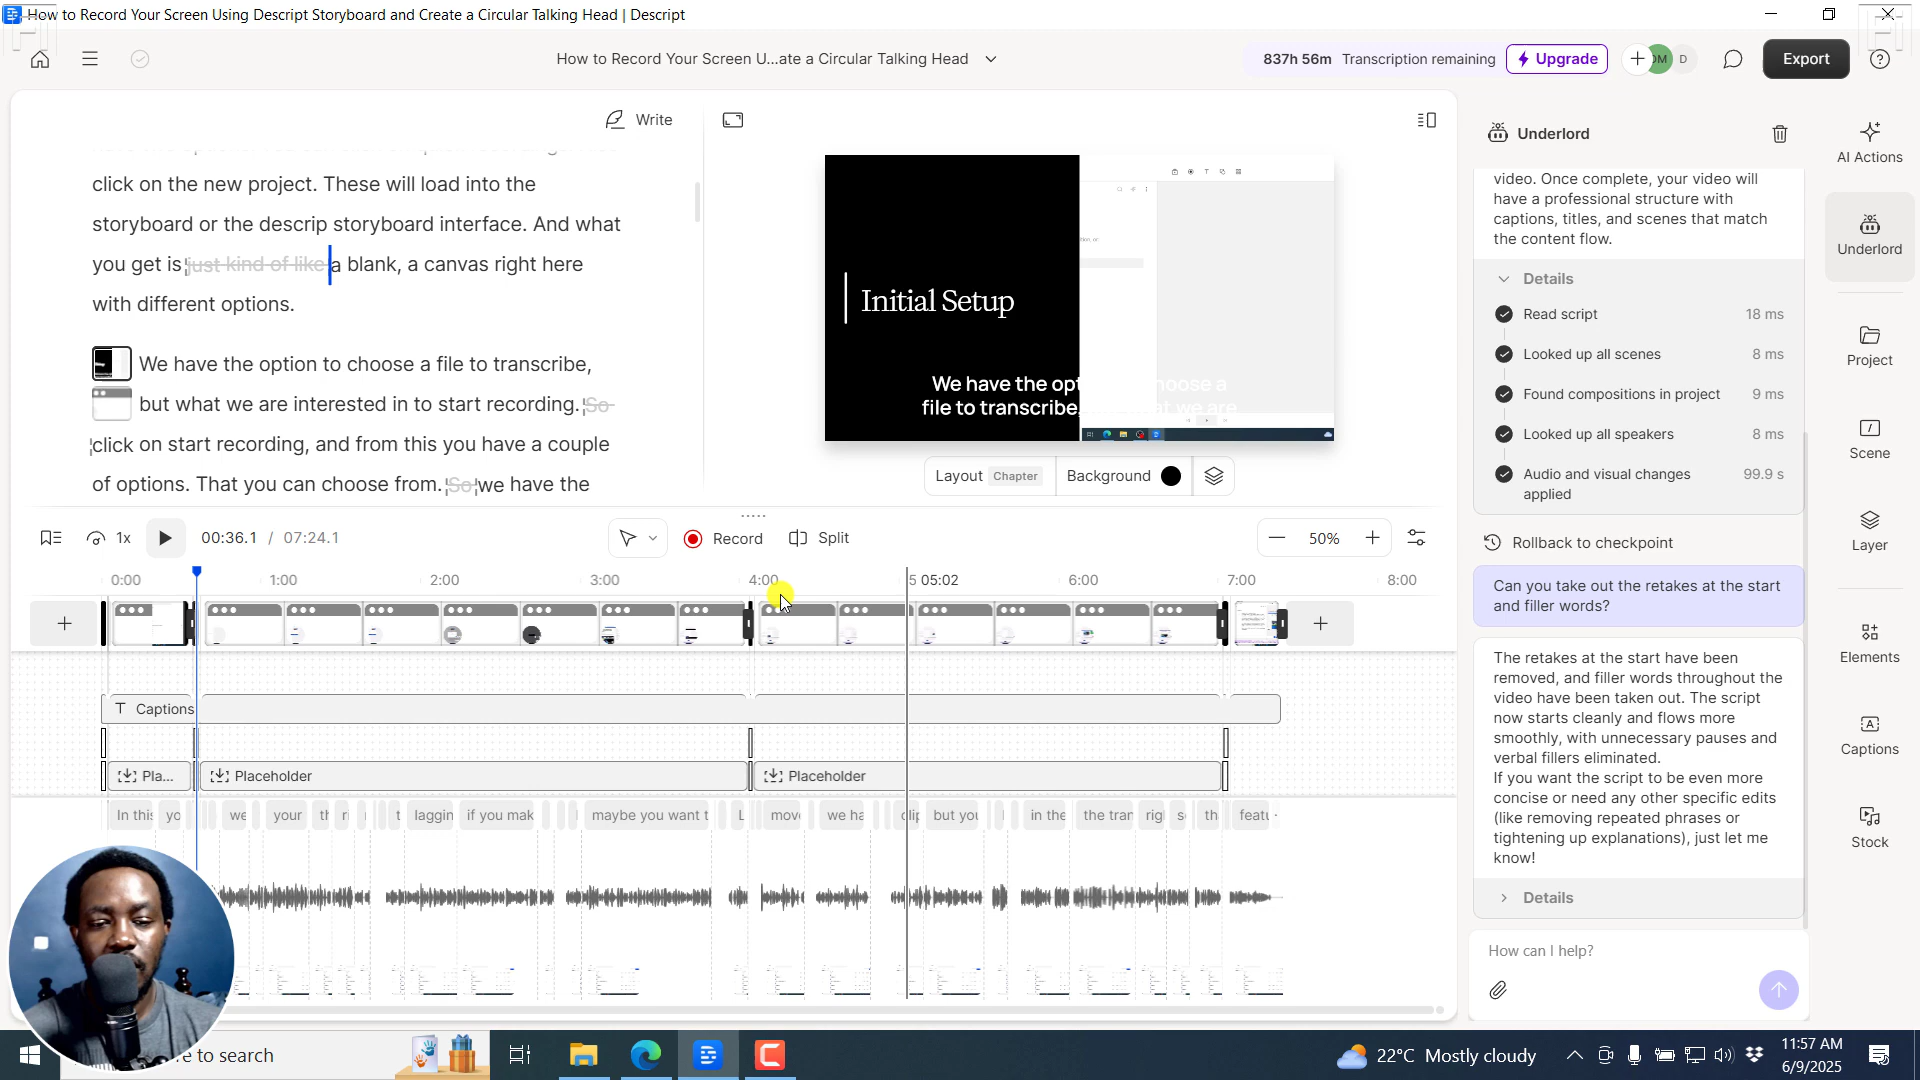 How to Record Your Screen Using Descript Storyboard and Create a Circular Talking Head | Descript
How to Record Your Screen U...ate a Circular Talking Head
837h 56m Transcription remaining
Upgrade
DM
D
Export
Write
click on the new project. These will load into the
storyboard or the descrip storyboard interface. And what
you get is just kind of like a blank, a canvas right here
with different options.
We have the option to choose a file to transcribe,
but what we are interested in to start recording. So
click on start recording, and from this you have a couple
of options. That you can choose from. So we have the
Initial Setup
We have the opt
file to transcribe,
Layout Chapter
Background
Underlord
video. Once complete, your video will
have a professional structure with
captions, titles, and scenes that match
the content flow.
Details
Read script 18 ms
Looked up all scenes 8 ms
Found compositions in project 9 ms
Looked up all speakers 8 ms
Audio and visual changes 99.9 s
applied
Rollback to checkpoint
Can you take out the retakes at the start
and filler words?
The retakes at the start have been
removed, and filler words throughout the
video have been taken out. The script
now starts cleanly and flows more
smoothly, with unnecessary pauses and
verbal fillers eliminated.
If you want the script to be even more
concise or need any other specific edits
(like removing repeated phrases or
tightening up explanations), just let me
know!
Details
How can I help?
AI Actions
Underlord
Project
Scene
Layer
Elements
Captions
Stock
1x
00:36.1 / 07:24.1
Record
Split
50%
0:00 1:00 2:00 3:00 4:00 5 05:02 6:00 7:00 8:00
Captions
Pla...
Placeholder
Placeholder
In this yo we your th r t laggin if you mak maybe you want t L mov we ha clip but you in the the tran rig s th featu
e to search
22°C Mostly cloudy
11:57 AM
6/9/2025